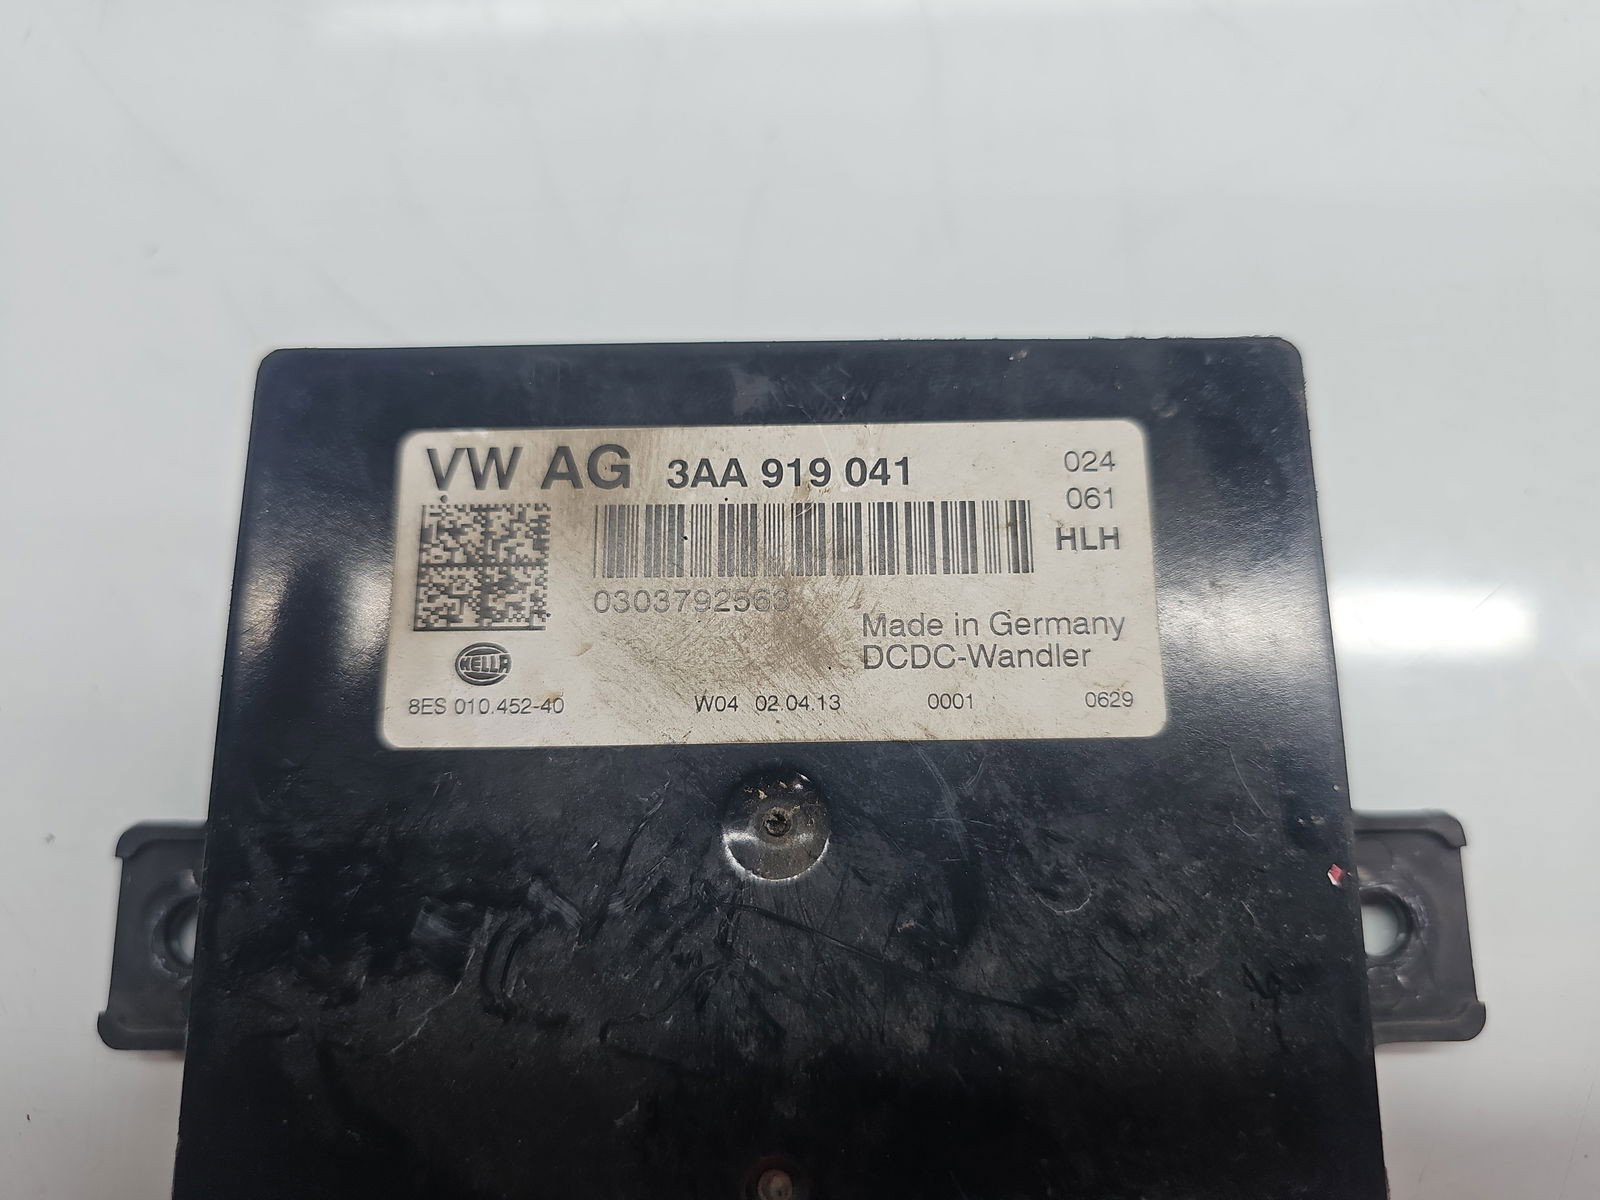 VW AG 3AA 919 041
024
061
HLH
0303792563
Made in Germany
DCDC-Wandler
HELLA
8ES 010.452-40 W04 02.04.13 0001 0629